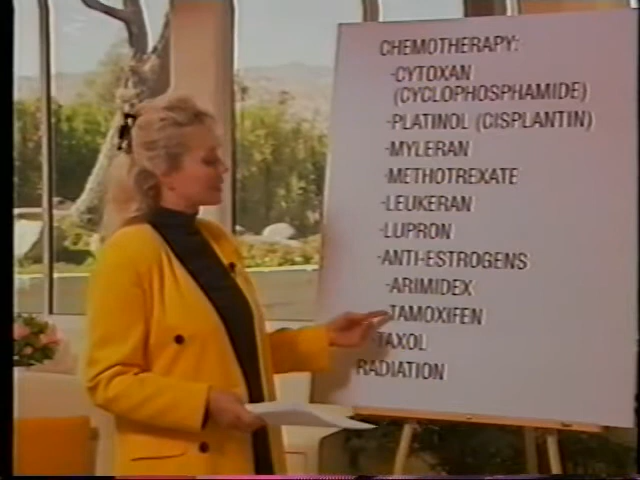 CHEMOTHERAPY:
-CYTOXAN
(CYCLOPHOSPHAMIDE)
-PLATINOL (CISPLANTIN)
-MYLERAN
-METHOTREXATE
-LEUKERAN
-LUPRON
-ANTI-ESTROGENS
-ARIMIDEX
-TAMOXIFEN
-TAXOL
RADIATION